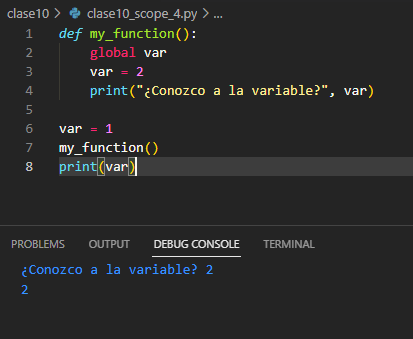 clase10 > clase10_scope_4.py > ...
1 def my_function():
2     global var
3     var = 2
4     print("¿Conozco a la variable?", var)
5
6 var = 1
7 my_function()
8 print(var)
PROBLEMS OUTPUT DEBUG CONSOLE TERMINAL
¿Conozco a la variable? 2
2